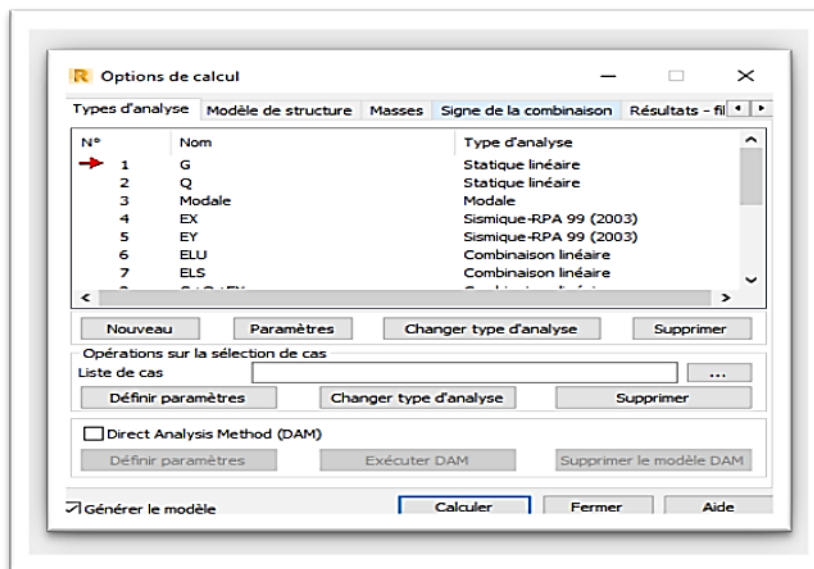 R Options de calcul
Types d'analyse Modèle de structure Masses Signe de la combinaison Résultats - fil
N° Nom Type d'analyse
1 G Statique linéaire
2 Q Statique linéaire
3 Modale Modale
4 EX Sismique-RPA 99 (2003)
5 EY Sismique-RPA 99 (2003)
6 ELU Combinaison linéaire
7 ELS Combinaison linéaire
Nouveau Paramètres Changer type d'analyse Supprimer
Opérations sur la sélection de cas
Liste de cas ...
Définir paramètres Changer type d'analyse Supprimer
Direct Analysis Method (DAM)
Définir paramètres Exécuter DAM Supprimer le modèle DAM
Générer le modèle Calculer Fermer Aide